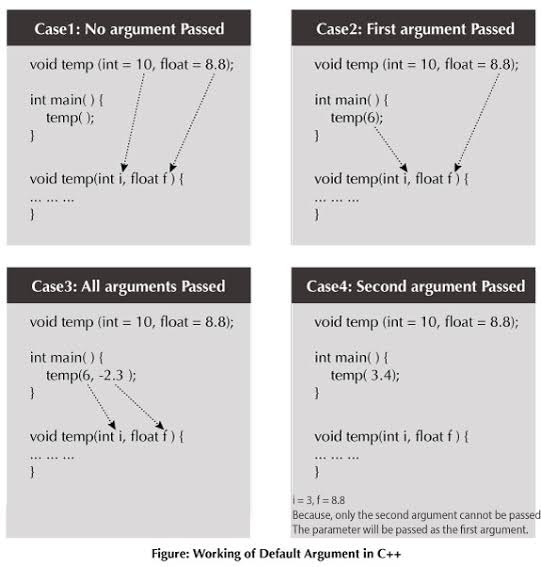 Case1: No argument Passed
void temp (int = 10, float = 8.8);
int main( ) {
temp( );
}
void temp(int i, float f ) {
... ... ...
}
Case2: First argument Passed
void temp (int = 10, float = 8.8);
int main( ) {
temp(6);
}
void temp(int i, float f ) {
... ... ...
}
Case3: All arguments Passed
void temp (int = 10, float = 8.8);
int main( ) {
temp(6, -2.3 );
}
void temp(int i, float f ) {
... ... ...
}
Case4: Second argument Passed
void temp (int = 10, float = 8.8);
int main( ) {
temp( 3.4);
}
void temp(int i, float f ) {
... ... ...
}
i = 3, f = 8.8
Because, only the second argument cannot be passed
The parameter will be passed as the first argument.
Figure: Working of Default Argument in C++